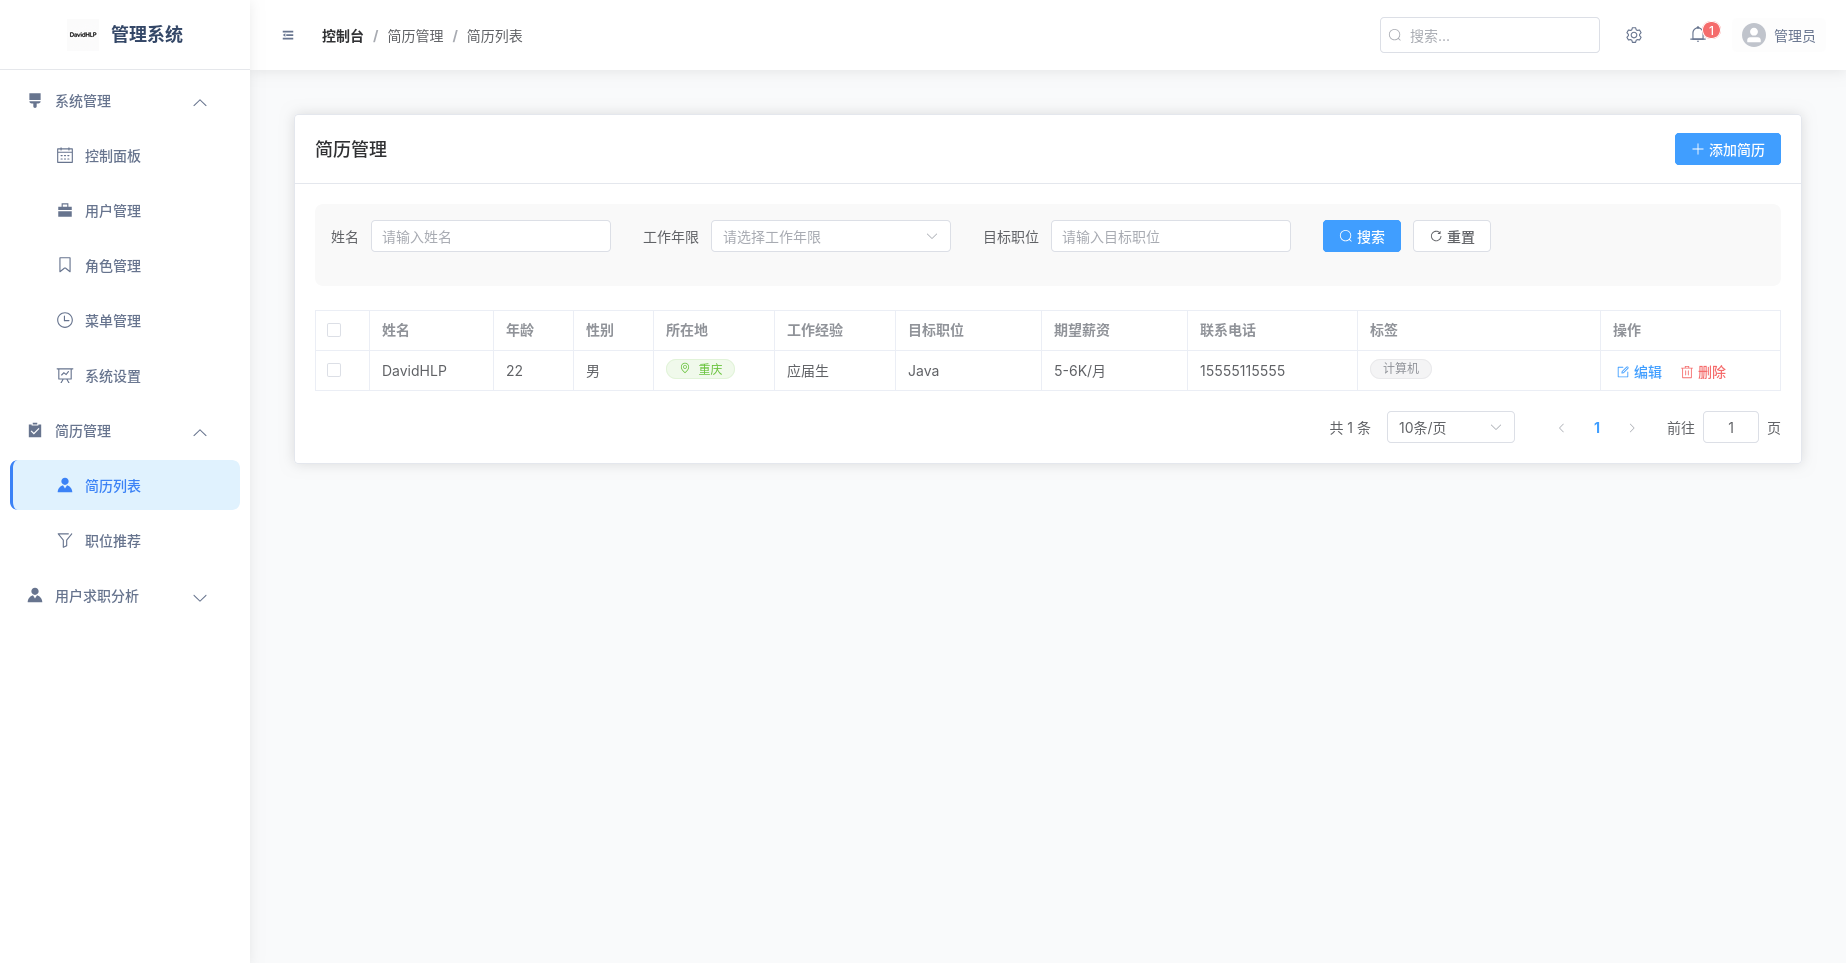 DavidHLP 管理系统
控制台 / 简历管理 / 简历列表
搜索...
1
管理员
系统管理
控制面板
用户管理
角色管理
菜单管理
系统设置
简历管理
简历列表
职位推荐
用户求职分析
简历管理
添加简历
姓名 请输入姓名 工作年限 请选择工作年限 目标职位 请输入目标职位 搜索 重置
姓名 年龄 性别 所在地 工作经验 目标职位 期望薪资 联系电话 标签 操作
DavidHLP 22 男 重庆 应届生 Java 5-6K/月 15555115555 计算机 编辑 删除
共 1 条 10条/页 1 前往 1 页